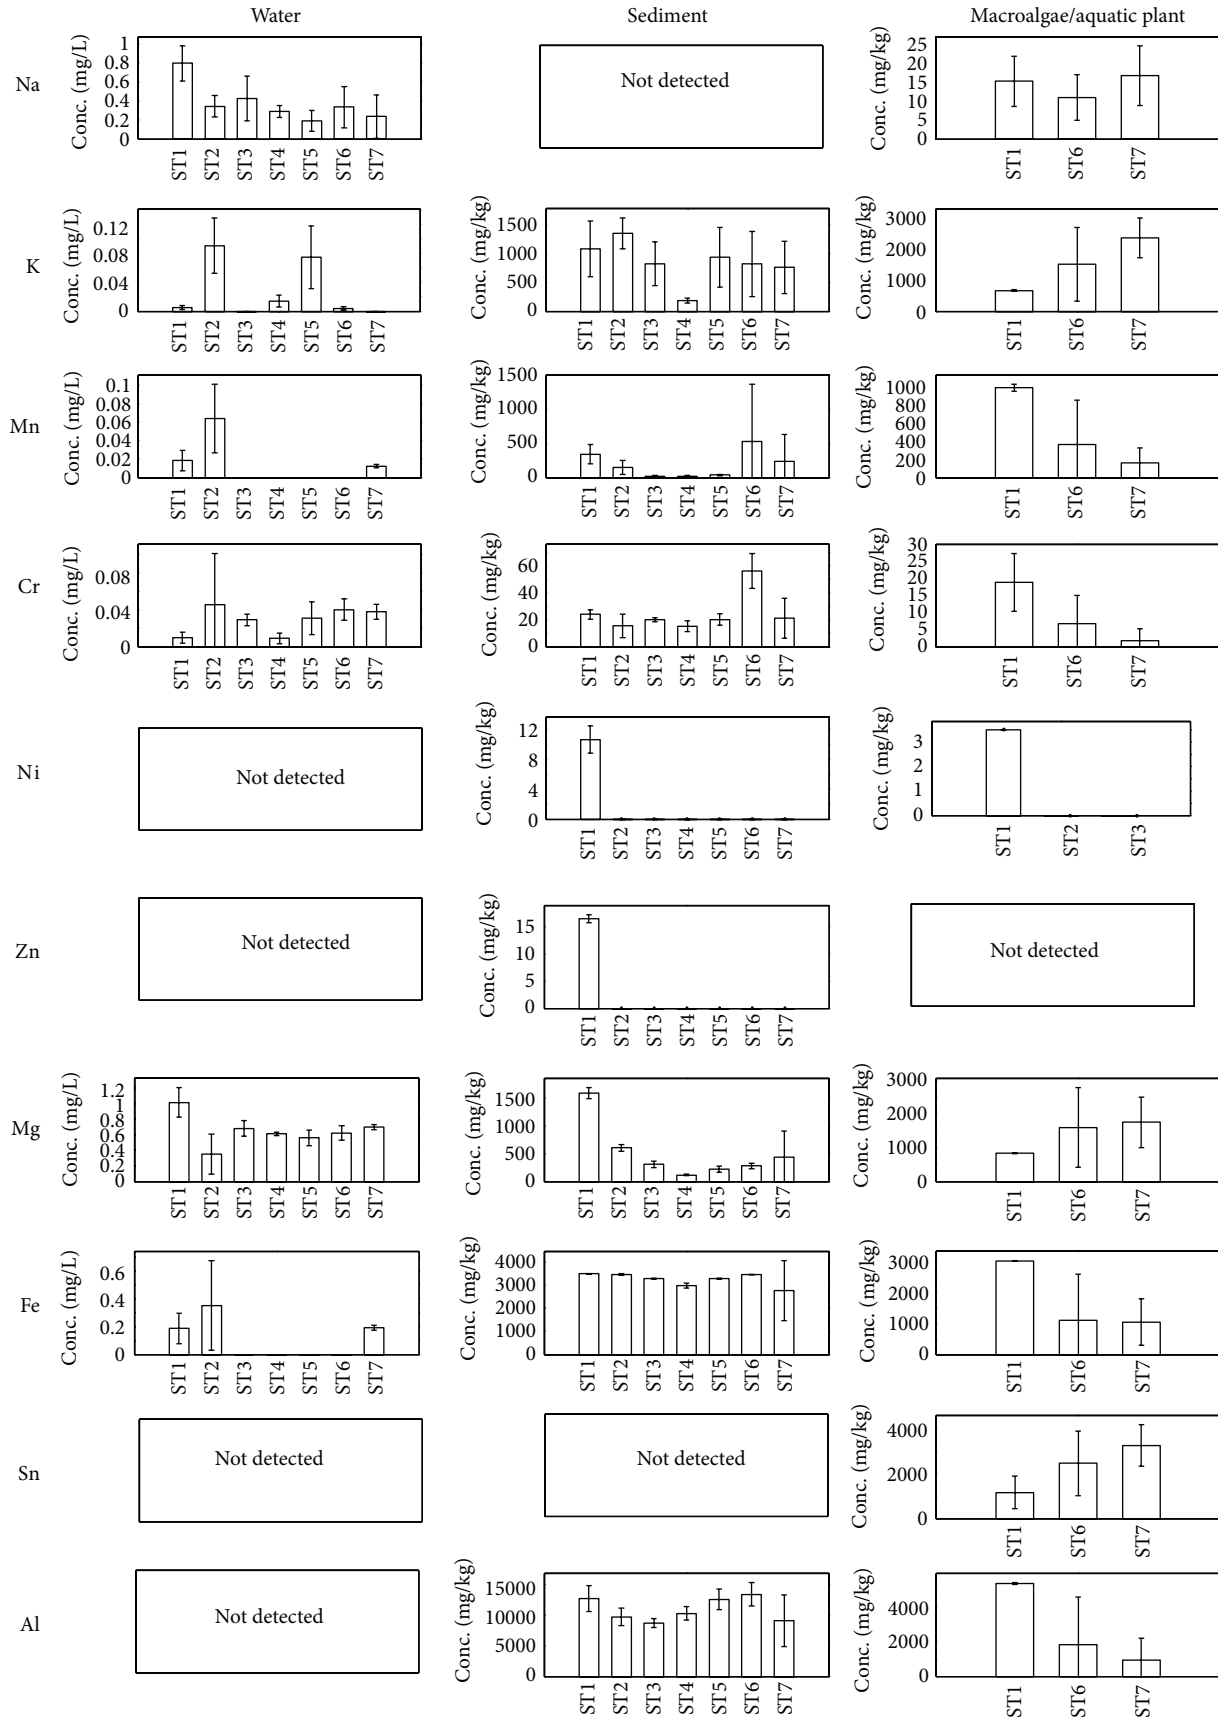 Water Sediment Macroalgae/aquatic plant
Na
Conc. (mg/L)
1
0.8
0.6
0.4
0.2
0
ST1 ST2 ST3 ST4 ST5 ST6 ST7
Not detected
Conc. (mg/kg)
25
20
15
10
5
0
ST1 ST6 ST7
K
Conc. (mg/L)
0.12
0.08
0.04
0
ST1 ST2 ST3 ST4 ST5 ST6 ST7
Conc. (mg/kg)
1500
1000
500
0
ST1 ST2 ST3 ST4 ST5 ST6 ST7
Conc. (mg/kg)
3000
2000
1000
0
ST1 ST6 ST7
Mn
Conc. (mg/L)
0.1
0.08
0.06
0.04
0.02
0
ST1 ST2 ST3 ST4 ST5 ST6 ST7
Conc. (mg/kg)
1500
1000
500
0
ST1 ST2 ST3 ST4 ST5 ST6 ST7
Conc. (mg/kg)
1000
800
600
400
200
0
ST1 ST6 ST7
Cr
Conc. (mg/L)
0.08
0.04
0
ST1 ST2 ST3 ST4 ST5 ST6 ST7
Conc. (mg/kg)
60
40
20
0
ST1 ST2 ST3 ST4 ST5 ST6 ST7
Conc. (mg/kg)
30
25
20
15
10
5
0
ST1 ST6 ST7
Ni
Not detected
Conc. (mg/kg)
12
8
4
0
ST1 ST2 ST3 ST4 ST5 ST6 ST7
Conc. (mg/kg)
3
2
1
0
ST1 ST2 ST3
Zn
Not detected
Conc. (mg/kg)
15
10
5
0
ST1 ST2 ST3 ST4 ST5 ST6 ST7
Not detected
Mg
Conc. (mg/L)
1.2
1
0.8
0.6
0.4
0.2
0
ST1 ST2 ST3 ST4 ST5 ST6 ST7
Conc. (mg/kg)
1500
1000
500
0
ST1 ST2 ST3 ST4 ST5 ST6 ST7
Conc. (mg/kg)
3000
2000
1000
0
ST1 ST6 ST7
Fe
Conc. (mg/L)
0.6
0.4
0.2
0
ST1 ST2 ST3 ST4 ST5 ST6 ST7
Conc. (mg/kg)
4000
3000
2000
1000
0
ST1 ST2 ST3 ST4 ST5 ST6 ST7
Conc. (mg/kg)
3000
2000
1000
0
ST1 ST6 ST7
Sn
Not detected
Not detected
Conc. (mg/kg)
4000
2000
0
ST1 ST6 ST7
Al
Not detected
Conc. (mg/kg)
15000
10000
5000
0
ST1 ST2 ST3 ST4 ST5 ST6 ST7
Conc. (mg/kg)
4000
2000
0
ST1 ST6 ST7